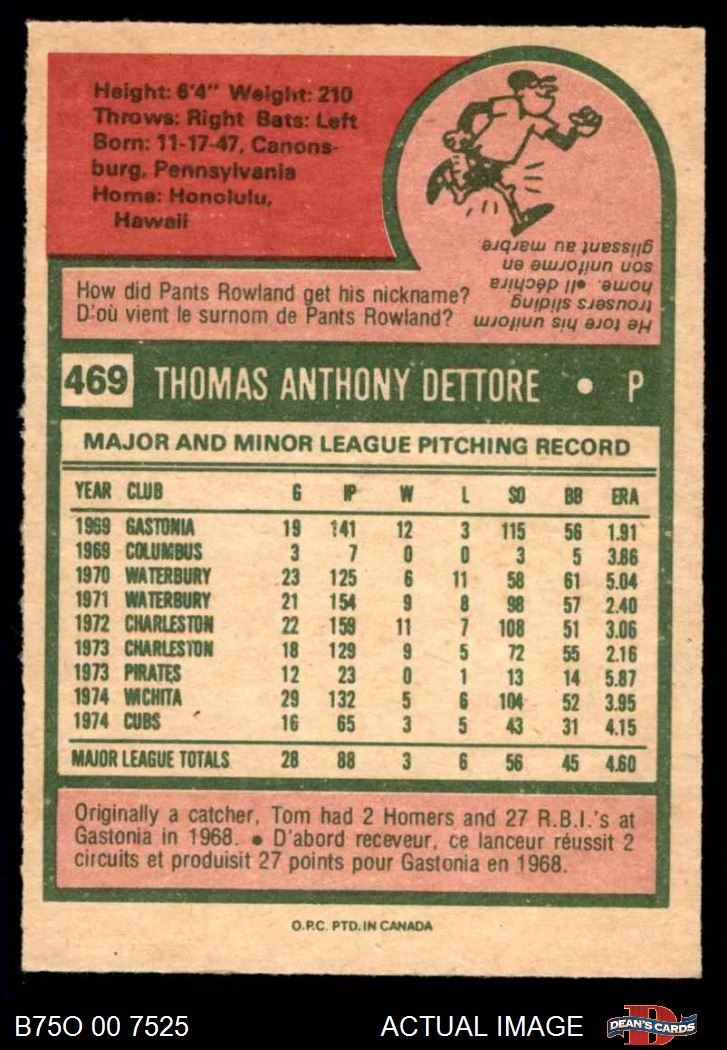 Height: 6'4" Weight: 210
Throws: Right Bats: Left
Born: 11-17-47, Canons-
burg, Pennsylvania
Home: Honolulu,
Hawaii
How did Pants Rowland get his nickname?
D'où vient le surnom de Pants Rowland?
He tore his uniform
trousers sliding
home. • Il déchira
son uniforme en
glissant au marbre
469 THOMAS ANTHONY DETTORE • P
MAJOR AND MINOR LEAGUE PITCHING RECORD
YEAR CLUB G IP W L SO BB ERA
1969 GASTONIA 19 141 12 3 115 56 1.91
1969 COLUMBUS 3 7 0 0 3 5 3.86
1970 WATERBURY 23 125 6 11 58 61 5.04
1971 WATERBURY 21 154 9 8 98 57 2.40
1972 CHARLESTON 22 159 11 7 108 51 3.06
1973 CHARLESTON 18 129 9 5 72 55 2.16
1973 PIRATES 12 23 0 1 13 14 5.87
1974 WICHITA 29 132 5 6 104 52 3.95
1974 CUBS 16 65 3 5 43 31 4.15
MAJOR LEAGUE TOTALS 28 88 3 6 56 45 4.60
Originally a catcher, Tom had 2 Homers and 27 R.B.I.'s at
Gastonia in 1968. • D'abord receveur, ce lanceur réussit 2
circuits et produisit 27 points pour Gastonia en 1968.
O.P.C. PTD. IN CANADA
B75O 00 7525 ACTUAL IMAGE D DEAN'S CARDS